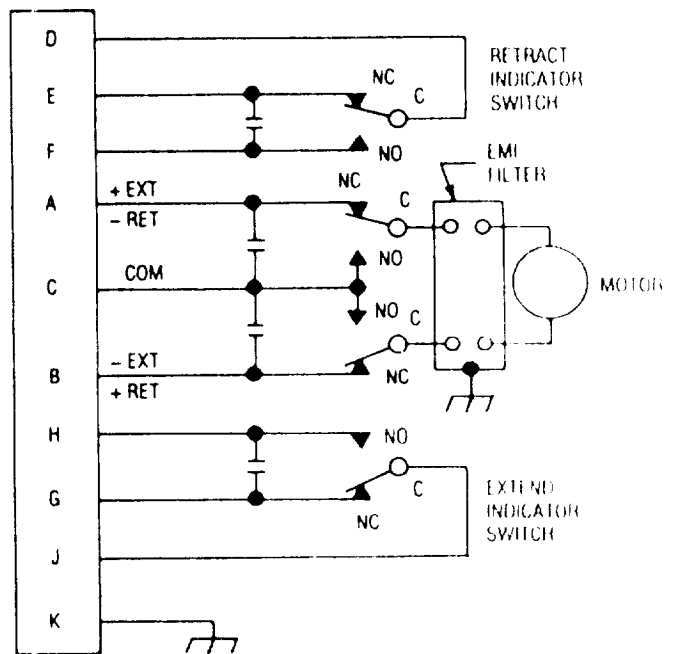 D
RETRACT
INDICATOR
SWITCH
NC
C
E
F
NO
EMI
FILTER
+ EXT
NC
C
A
− RET
NO
COM
C
MOTOR
NO
C
− EXT
B
NC
+ RET
H
NO
C
G
NC
EXTEND
INDICATOR
SWITCH
J
K